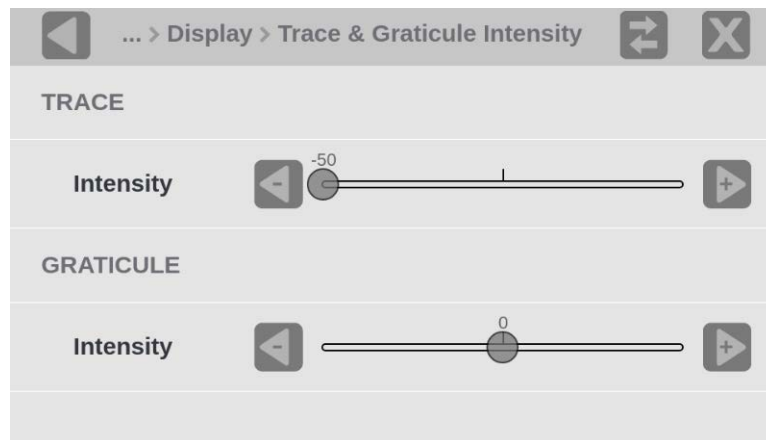 ... > Display > Trace & Graticule Intensity
TRACE
-50
Intensity - +
GRATICULE
0
Intensity - +